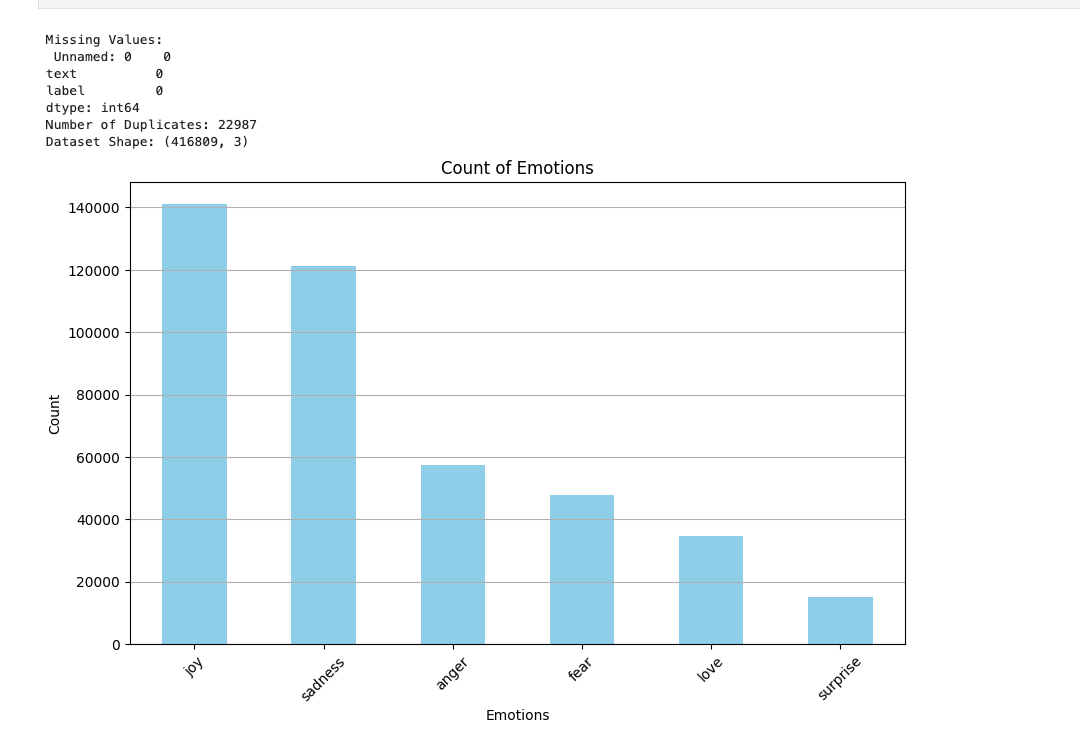 Missing Values:
Unnamed: 0    0
text          0
label         0
dtype: int64
Number of Duplicates: 22987
Dataset Shape: (416809, 3)
Count of Emotions
140000
120000
100000
80000
60000
40000
20000
0
Count
joy
sadness
anger
fear
love
surprise
Emotions